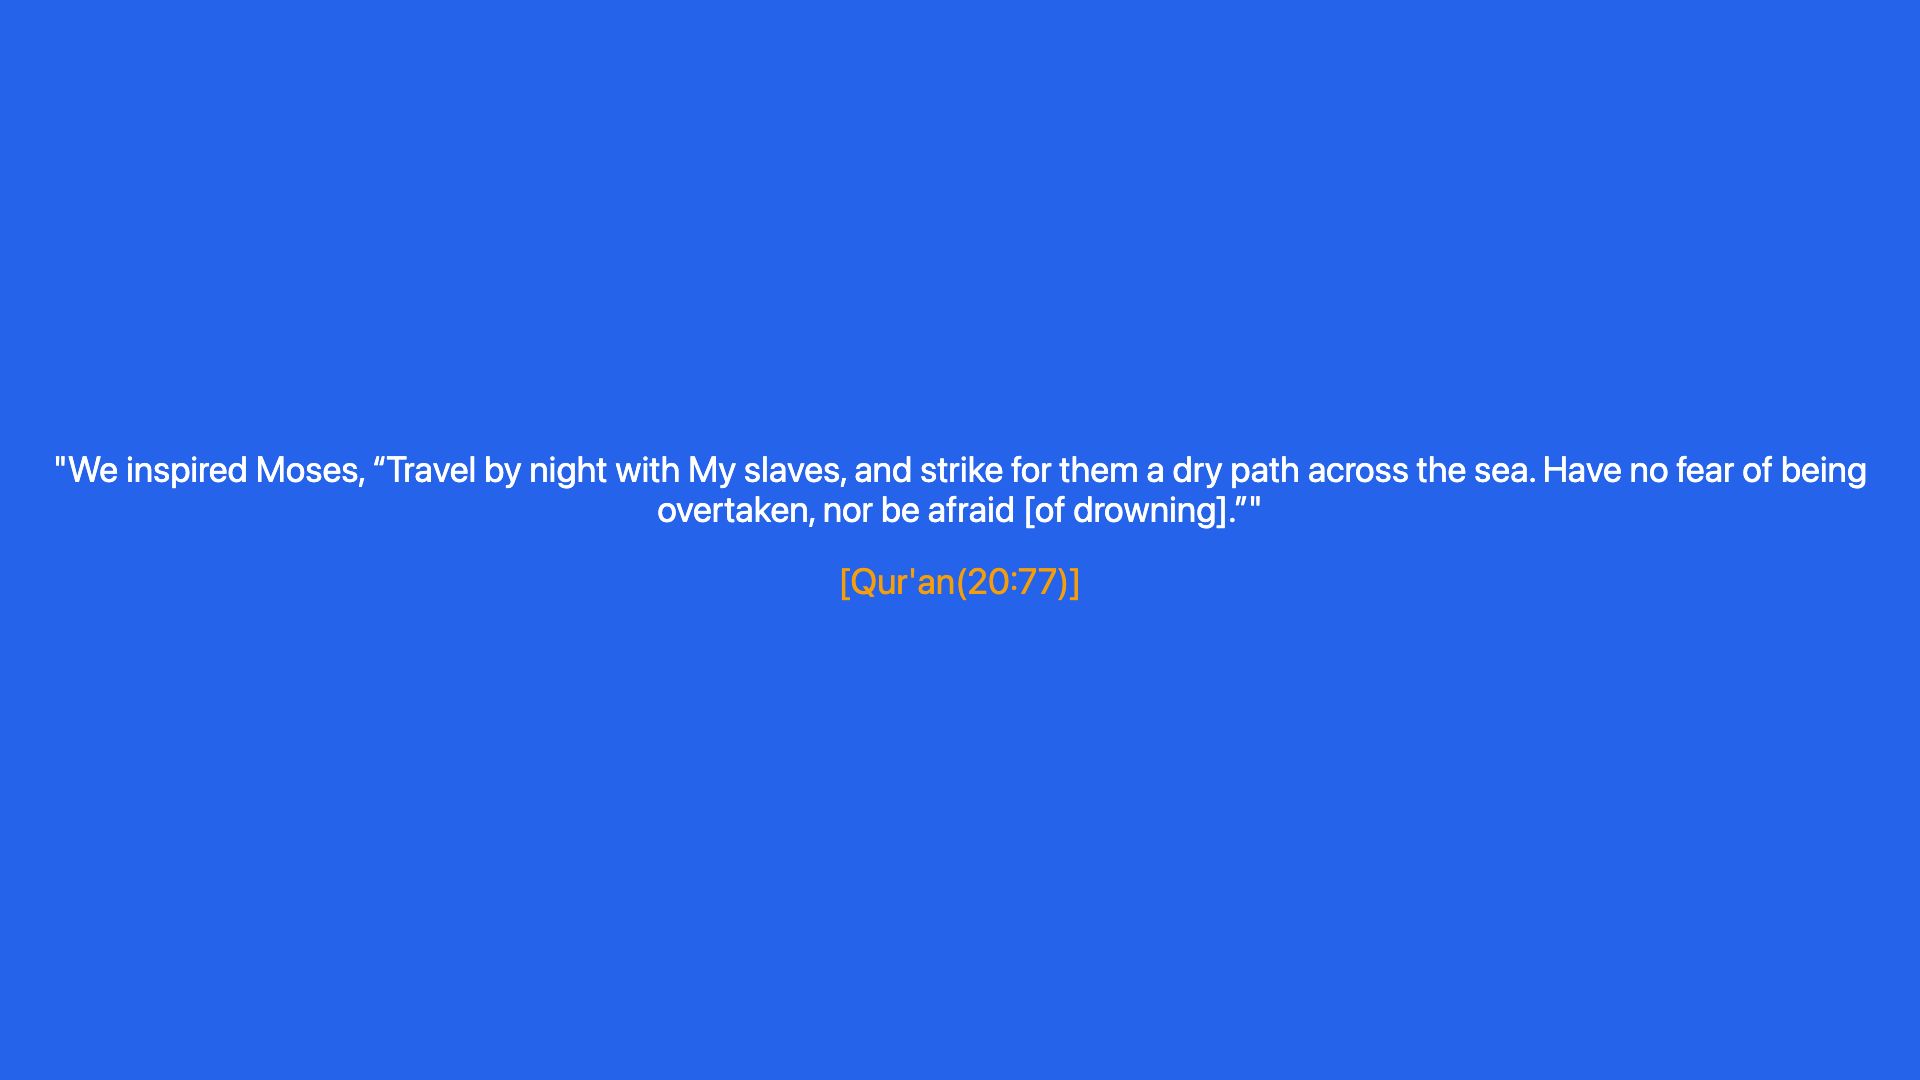 "We inspired Moses, “Travel by night with My slaves, and strike for them a dry path across the sea. Have no fear of being
overtaken, nor be afraid [of drowning].”"
[Qur'an(20:77)]